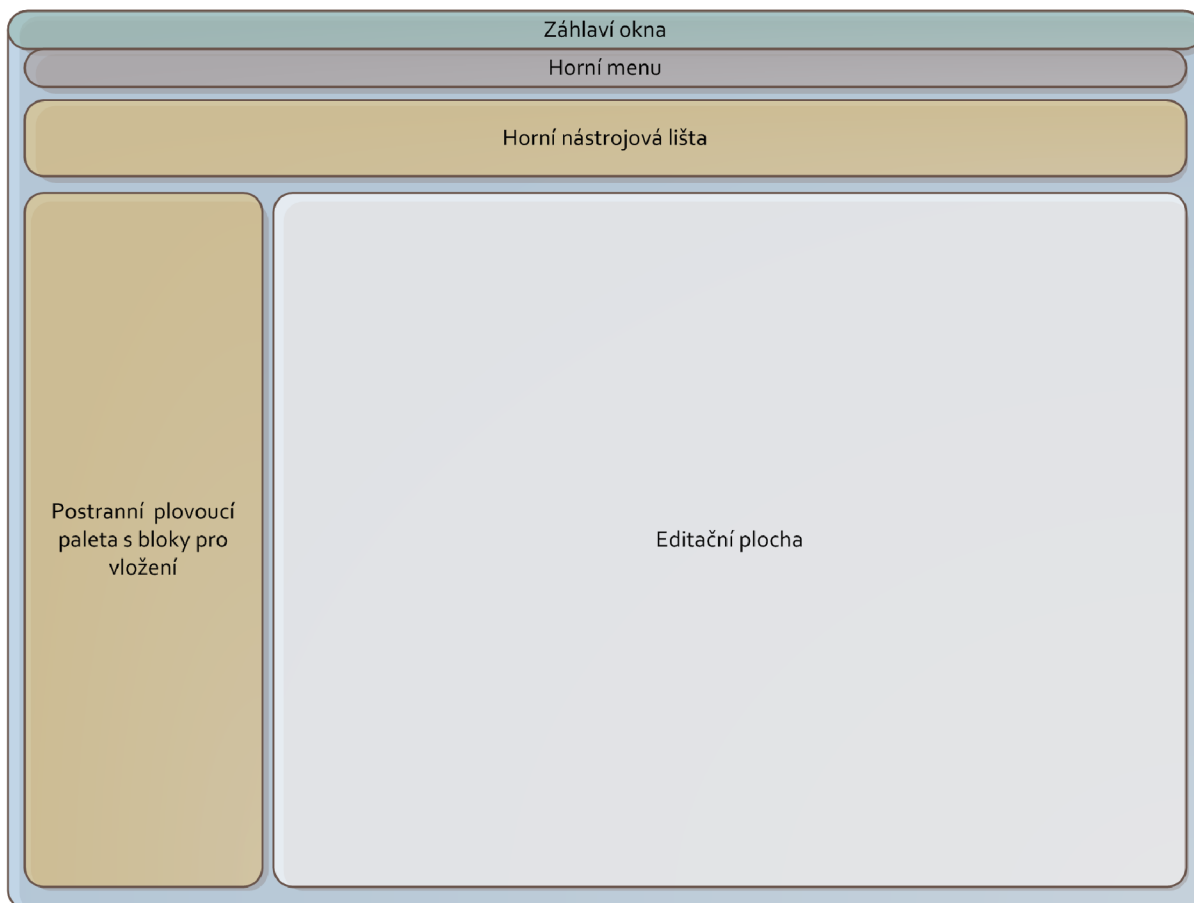 Záhlaví okna
Horní menu
Horní nástrojová lišta
Postranní plovoucí
paleta s bloky pro
vložení
Editační plocha